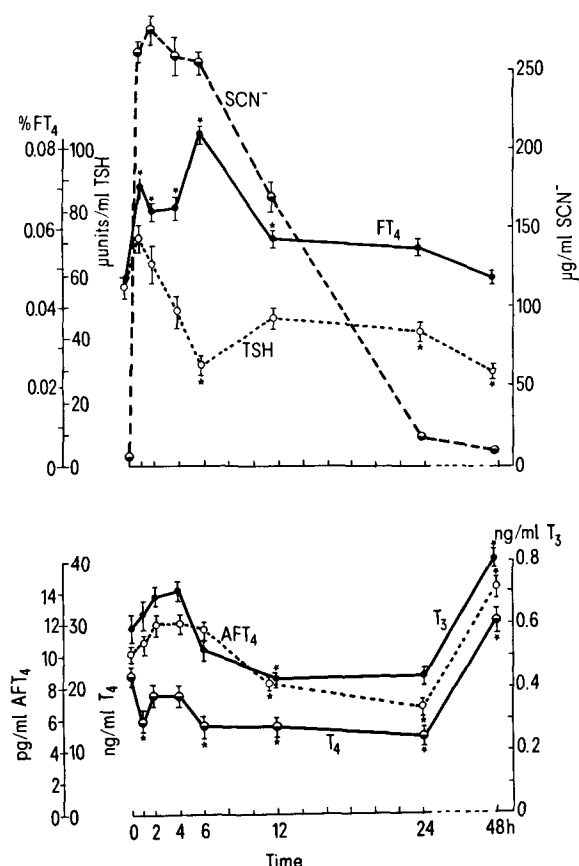 %FT₄
0.08
0.06
0.04
0.02
0
µunits/ml TSH
100
80
60
40
30
20
10
0
SCN⁻
FT₄
TSH
250
200
150
100
50
0
µg/ml SCN⁻
pg/ml AFT₄
14
12
10
8
6
4
2
0
ng/ml T₄
40
30
20
10
0
AFT₄
T₃
T₄
ng/ml T₃
0.8
0.6
0.4
0.2
0
0 2 4 6 12 24 48h
Time